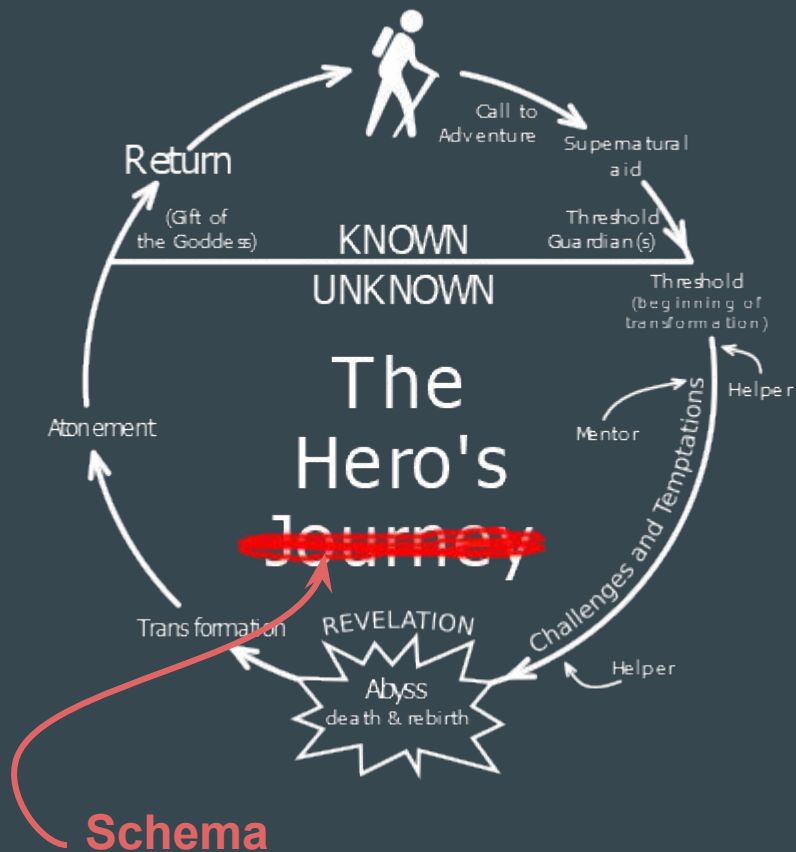 Call to
Adventure
Supernatural
aid
Return
(Gift of
the Goddess)
KNOWN
Threshold
Guardian(s)
UNKNOWN
Threshold
(beginning of
transformation)
The
Hero's
Journey
Helper
Mentor
Challenges and Temptations
Atonement
Transformation
REVELATION
Abyss
death & rebirth
Helper
Schema